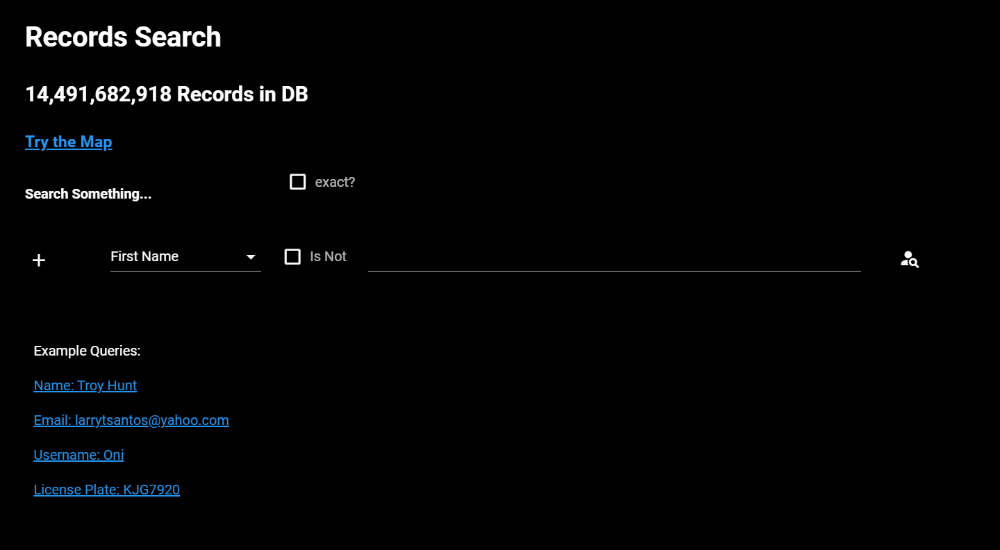 Records Search
14,491,682,918 Records in DB
Try the Map
exact?
Search Something...
First Name Is Not
Example Queries:
Name: Troy Hunt
Email: larrytsantos@yahoo.com
Username: Oni
License Plate: KJG7920